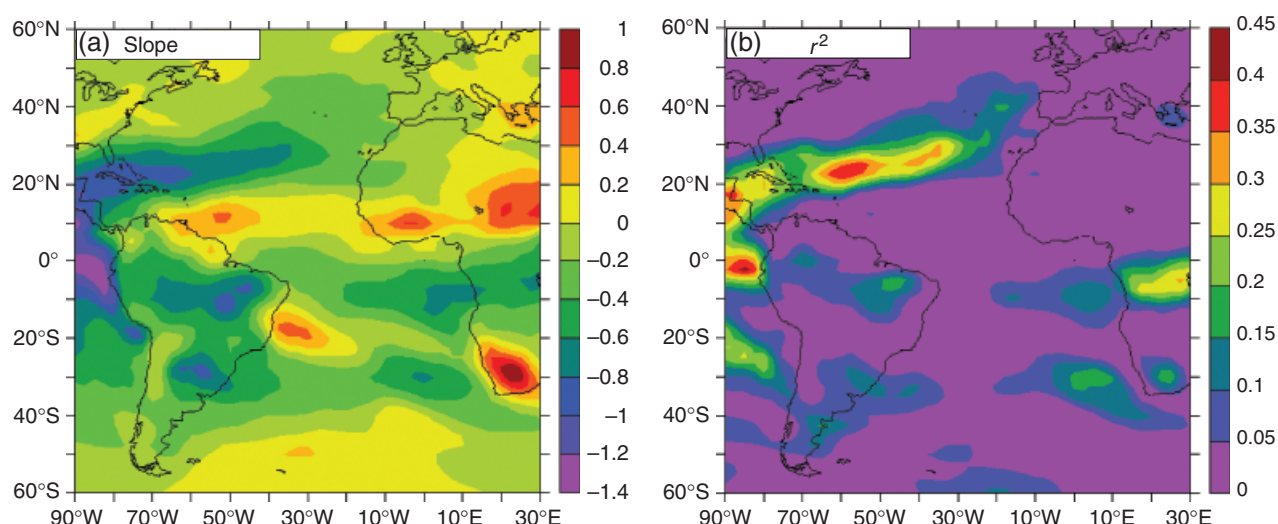 (a) Slope
60°N
40°N
20°N
0°
20°S
40°S
60°S
90°W 70°W 50°W 30°W 10°W 10°E 30°E
1
0.8
0.6
0.4
0.2
0
−0.2
−0.4
−0.6
−0.8
−1
−1.2
−1.4
(b) r²
60°N
40°N
20°N
0°
20°S
40°S
60°S
90°W 70°W 50°W 30°W 10°W 10°E 30°E
0.45
0.4
0.35
0.3
0.25
0.2
0.15
0.1
0.05
0